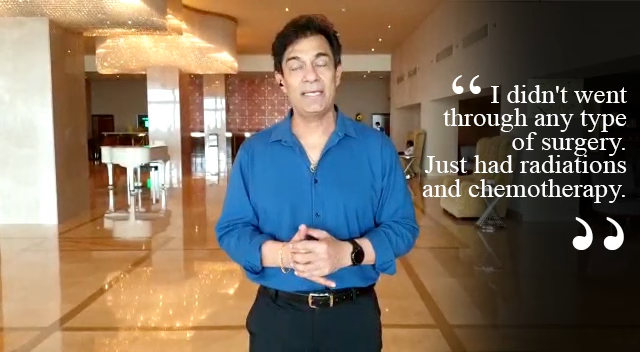 “ I didn't went
through any type
of surgery.
Just had radiations
and chemotherapy.
”